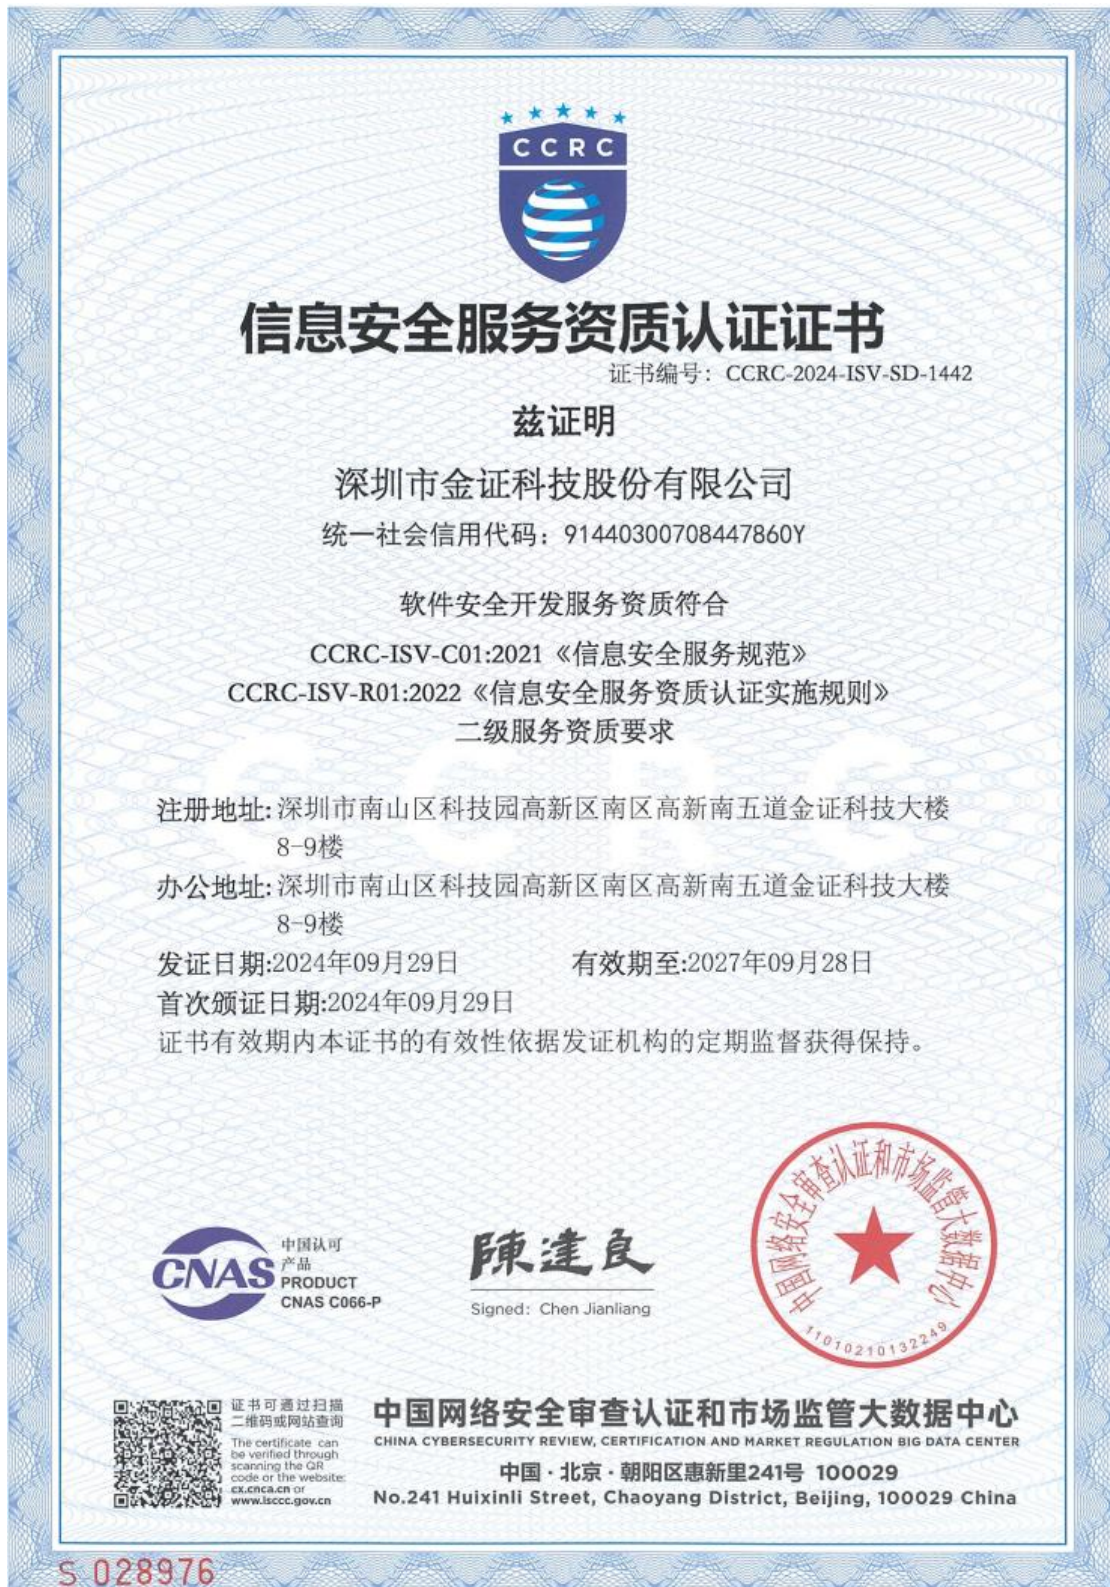 CCRC
信息安全服务资质认证证书
证书编号：CCRC-2024-ISV-SD-1442
兹证明
深圳市金证科技股份有限公司
统一社会信用代码：91440300708447860Y
软件安全开发服务资质符合
CCRC-ISV-C01:2021《信息安全服务规范》
CCRC-ISV-R01:2022《信息安全服务资质认证实施规则》
二级服务资质要求
CCRC
注册地址:深圳市南山区科技园高新区南区高新南五道金证科技大楼
8-9楼
办公地址:深圳市南山区科技园高新区南区高新南五道金证科技大楼
8-9楼
发证日期:2024年09月29日 有效期至:2027年09月28日
首次颁证日期:2024年09月29日
证书有效期内本证书的有效性依据发证机构的定期监督获得保持。
CNAS
中国认可
产品
PRODUCT
CNAS C066-P
陳建良
Signed: Chen Jianliang
中国网络安全审查认证和市场监管大数据中心
11010210132249
证书可通过扫描
二维码或网站查询
The certificate can
be verified through
scanning the QR
code or the website:
cx.cnca.cn or
www.isccc.gov.cn
中国网络安全审查认证和市场监管大数据中心
CHINA CYBERSECURITY REVIEW, CERTIFICATION AND MARKET REGULATION BIG DATA CENTER
中国·北京·朝阳区惠新里241号 100029
No.241 Huixinli Street, Chaoyang District, Beijing, 100029 China
S 028976